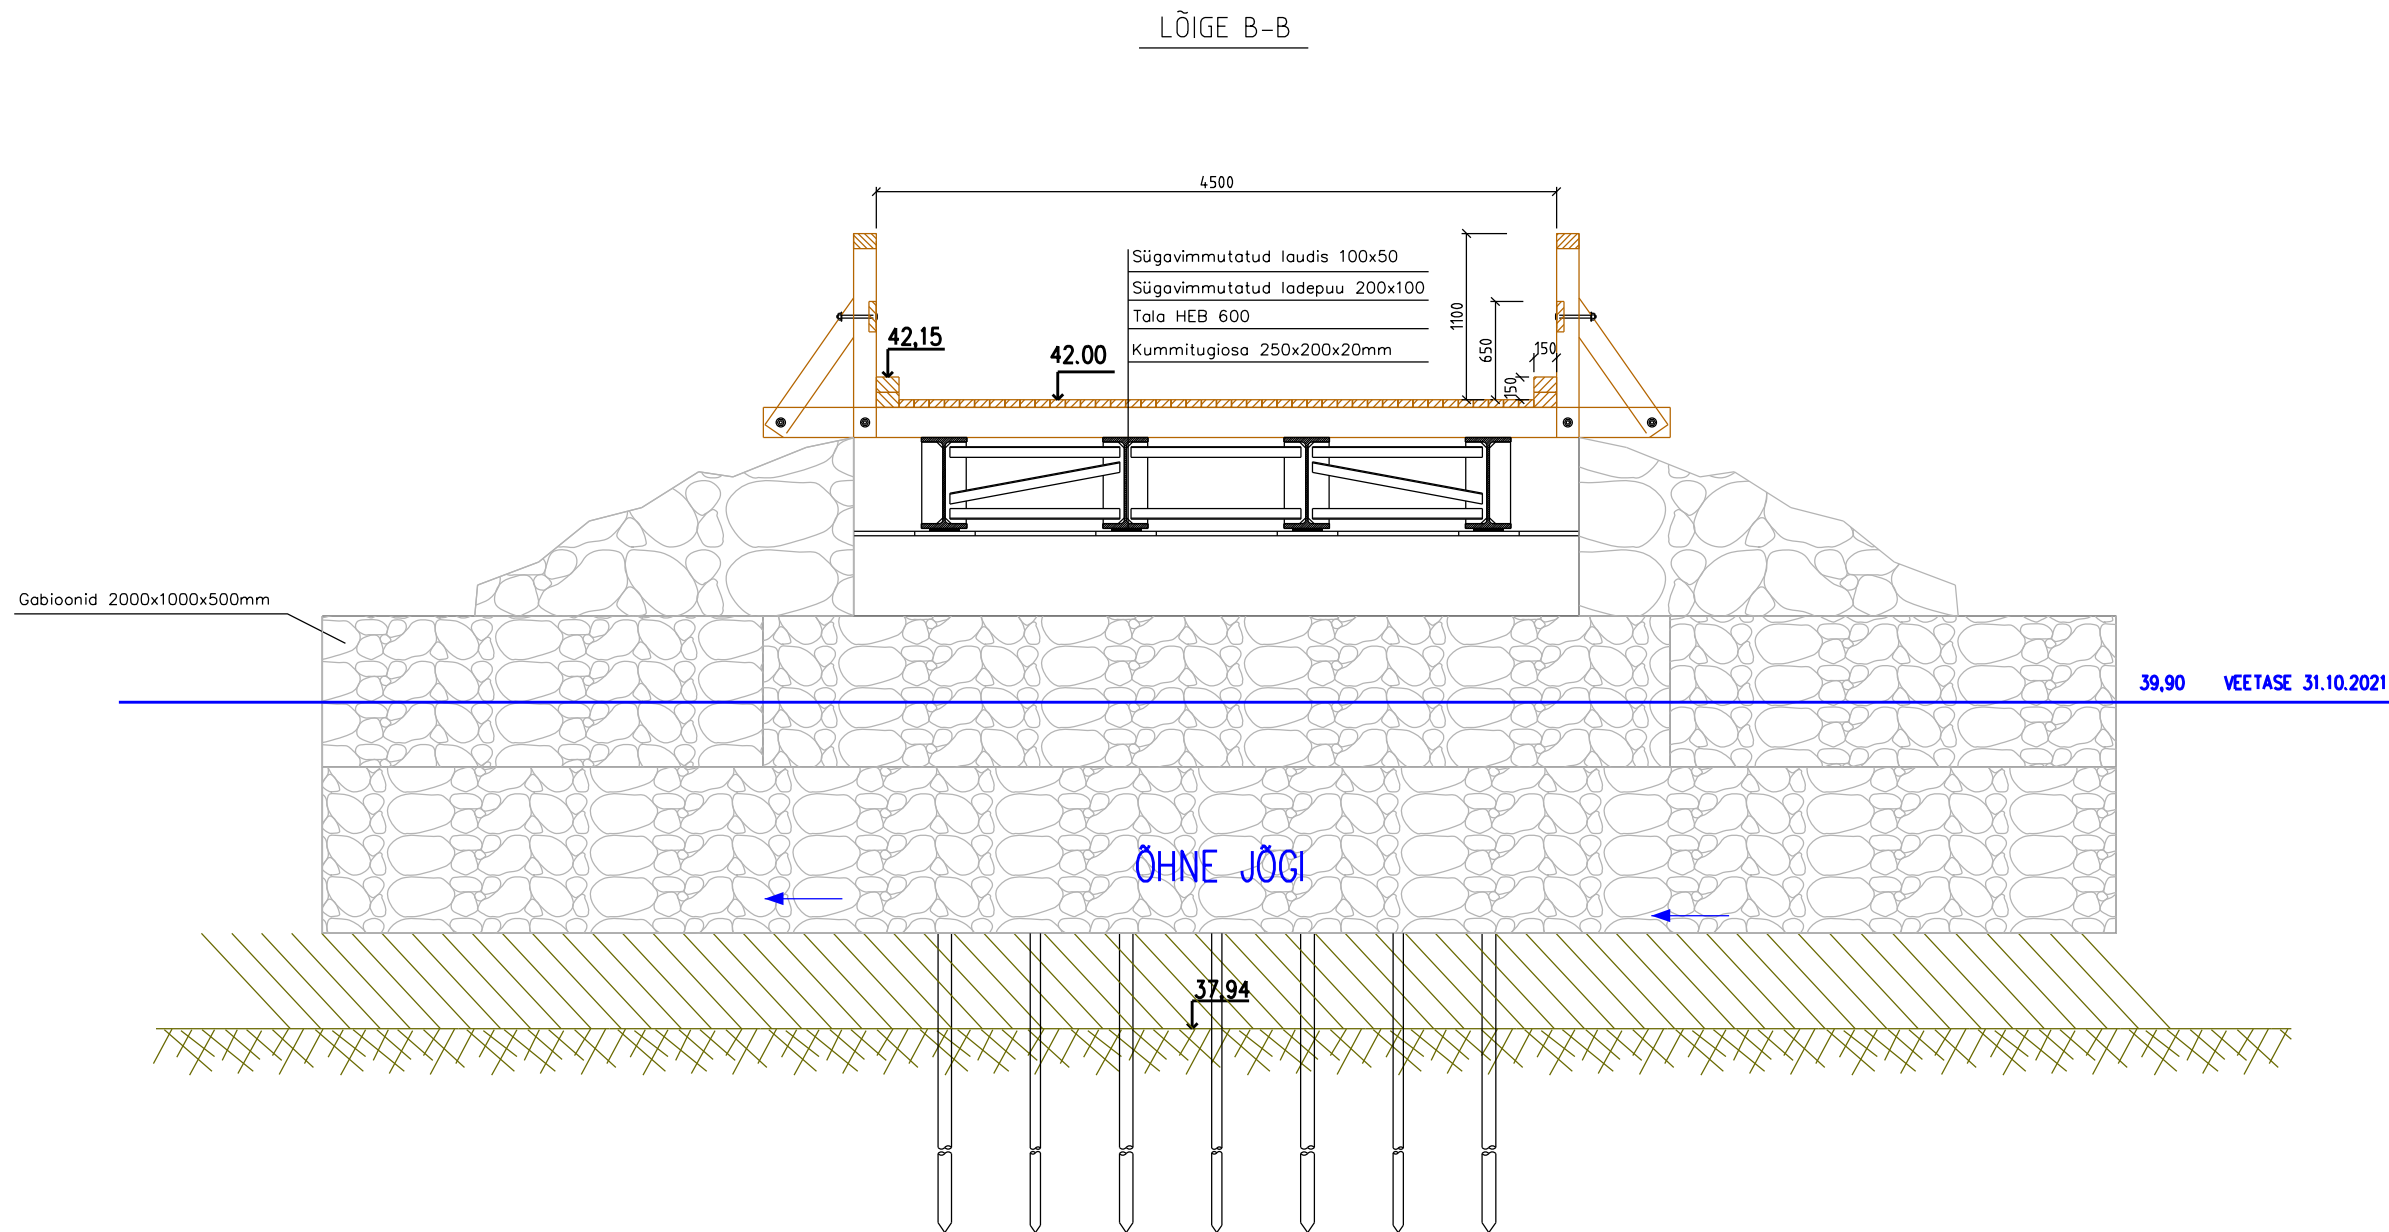 LÕIGE B-B
4500
Sügavimmutatud laudis 100x50
Sügavimmutatud ladepuu 200x100
Tala HEB 600
Kummitugiosa 250x200x20mm
1100
650
150
150
42,15
42.00
Gabioonid 2000x1000x500mm
39,90 VEETASE 31.10.2021
ÕHNE JÕGI
37,94